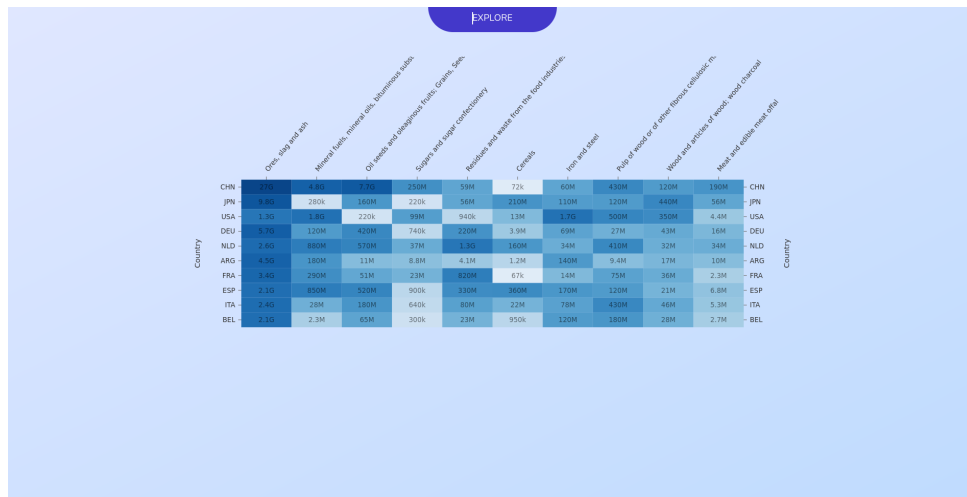 EXPLORE
Ores, slag and ash
Mineral fuels, mineral oils, bituminous
Oil seeds and oleaginous fruits; Grains,
Sugars and sugar confectionery
Residues and waste from the food industries,
Cereals
Iron and steel
Pulp of wood or of other fibrous cellulosic
Wood and articles of wood; wood charcoal
Meat and edible meat offal
CHN 4.8G 7.7G 250M 59M 72k 60M 430M 120M 190M CHN
JPN 280k 160M 220k 56M 210M 110M 120M 440M 56M JPN
USA 1.3G 1.8G 220k 99M 940k 13M 1.7G 500M 350M 4.4M USA
DEU 5.7G 120M 420M 740k 220M 3.9M 69M 27M 43M 16M DEU
NLD 2.6G 880M 570M 37M 1.3G 160M 34M 410M 32M 34M NLD
ARG 4.5G 180M 11M 8.8M 4.1M 1.2M 140M 9.4M 17M 10M ARG
FRA 3.4G 290M 51M 23M 820M 67k 14M 75M 36M 2.3M FRA
ESP 2.1G 850M 520M 900k 330M 360M 170M 120M 21M 6.8M ESP
ITA 2.4G 28M 180M 640k 80M 22M 78M 430M 46M 5.3M ITA
BEL 2.1G 2.3M 65M 300k 23M 950k 120M 180M 28M 2.7M BEL
Country
Country